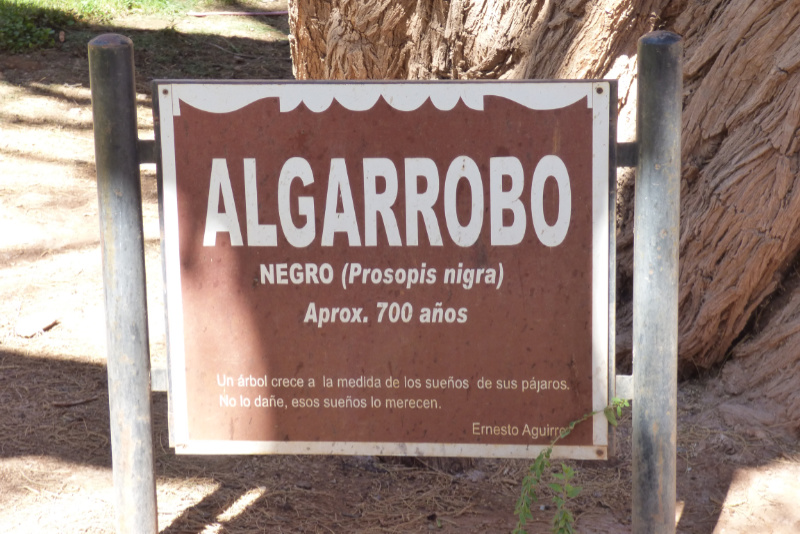 ALGARROBO
NEGRO (Prosopis nigra)
Aprox. 700 años
Un árbol crece a la medida de los sueños de sus pájaros.
No lo dañe, esos sueños lo merecen.
Ernesto Aguirre